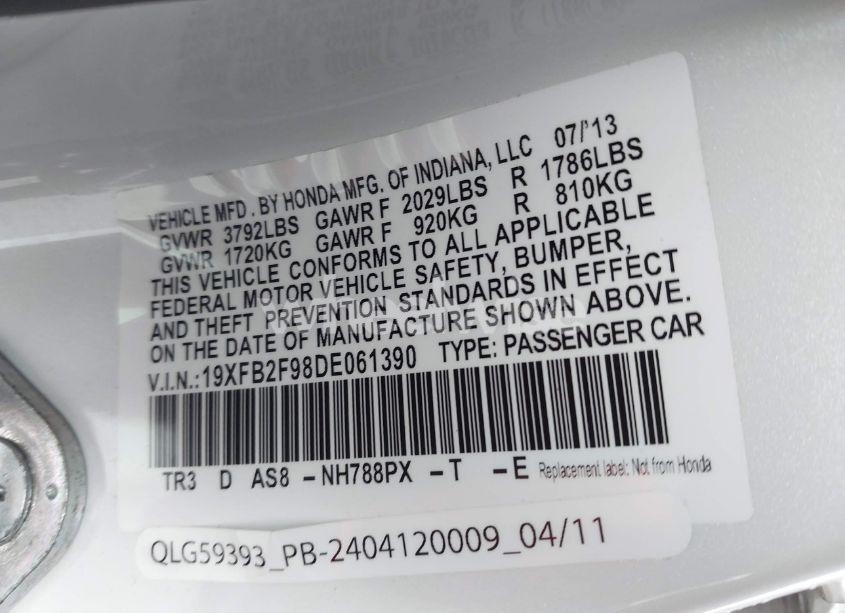 VEHICLE MFD . BY HONDA MFG. OF INDIANA, LLC 07/'13
GVWR 3792LBS GAWR F 2029LBS R 1786LBS
GVWR 1720KG GAWR F 920KG R 810KG
THIS VEHICLE CONFORMS TO ALL APPLICABLE
FEDERAL MOTOR VEHICLE SAFETY, BUMPER,
AND THEFT PREVENTION STANDARDS IN EFFECT
ON THE DATE OF MANUFACTURE SHOWN ABOVE.
V.I.N.:19XFB2F98DE061390 TYPE: PASSENGER CAR
TR3 D AS8 -NH788PX -T -E Replacement label: Not from Honda
QLG59393_PB-2404120009_04/11